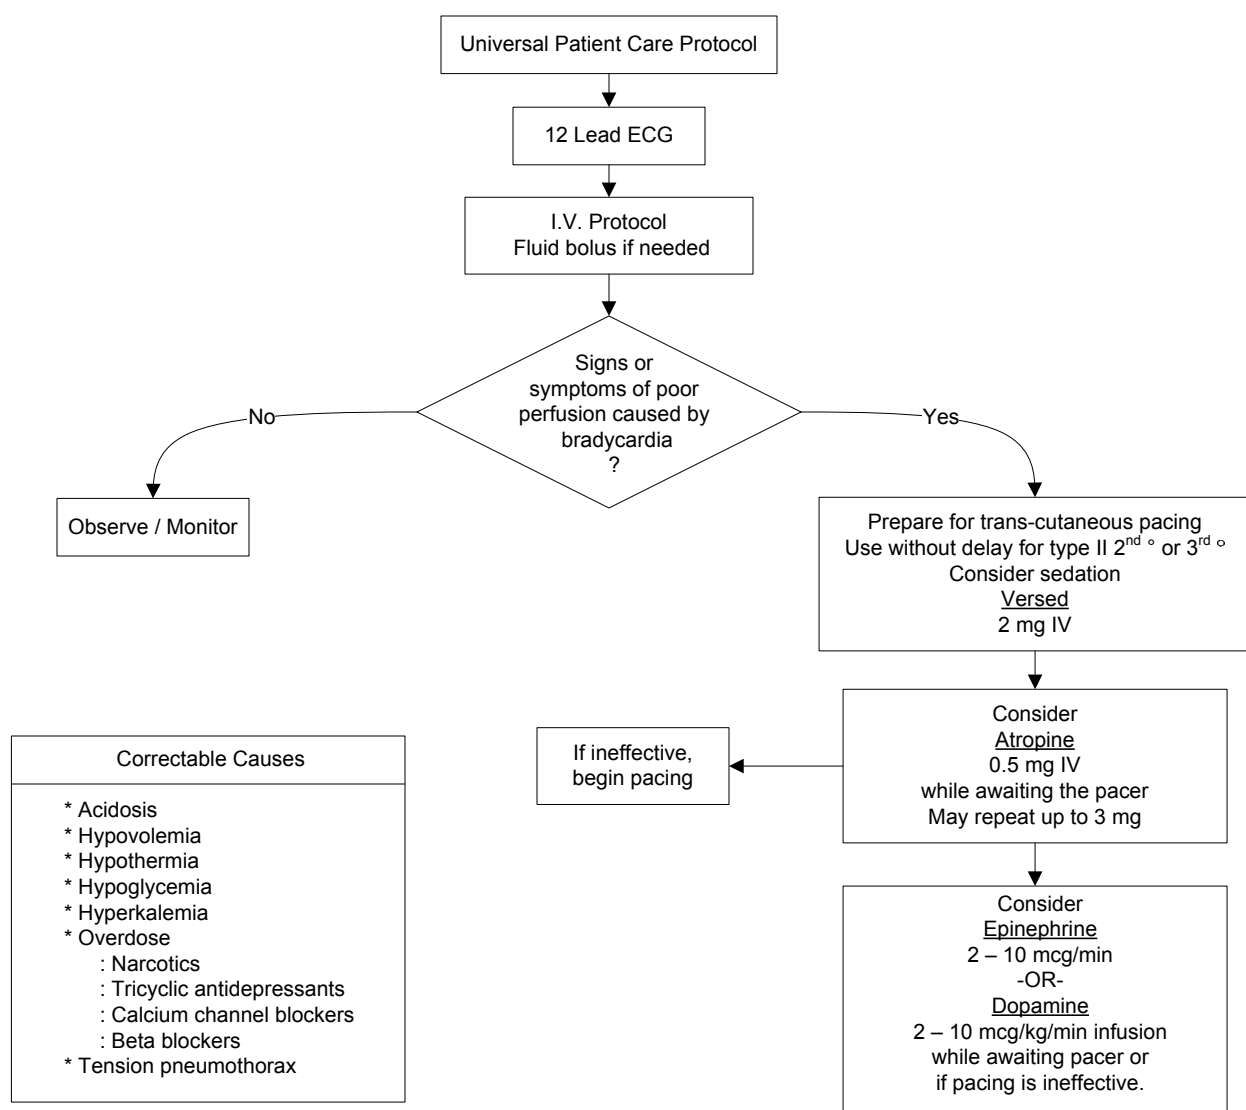 Universal Patient Care Protocol
12 Lead ECG
I.V. Protocol
Fluid bolus if needed
Signs or
symptoms of poor
perfusion caused by
bradycardia
?
No
Yes
Observe / Monitor
Prepare for trans-cutaneous pacing
Use without delay for type II 2nd ° or 3rd °
Consider sedation
Versed
2 mg IV
Consider
Atropine
0.5 mg IV
while awaiting the pacer
May repeat up to 3 mg
If ineffective,
begin pacing
Consider
Epinephrine
2 – 10 mcg/min
-OR-
Dopamine
2 – 10 mcg/kg/min infusion
while awaiting pacer or
if pacing is ineffective.
Correctable Causes
* Acidosis
* Hypovolemia
* Hypothermia
* Hypoglycemia
* Hyperkalemia
* Overdose
: Narcotics
: Tricyclic antidepressants
: Calcium channel blockers
: Beta blockers
* Tension pneumothorax